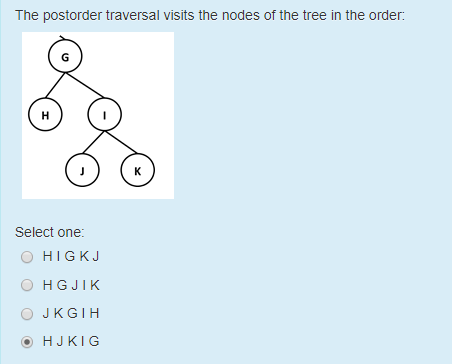 The postorder traversal visits the nodes of the tree in the order:
G
H I
J K
Select one:
H I G K J
H G J I K
J K G I H
H J K I G